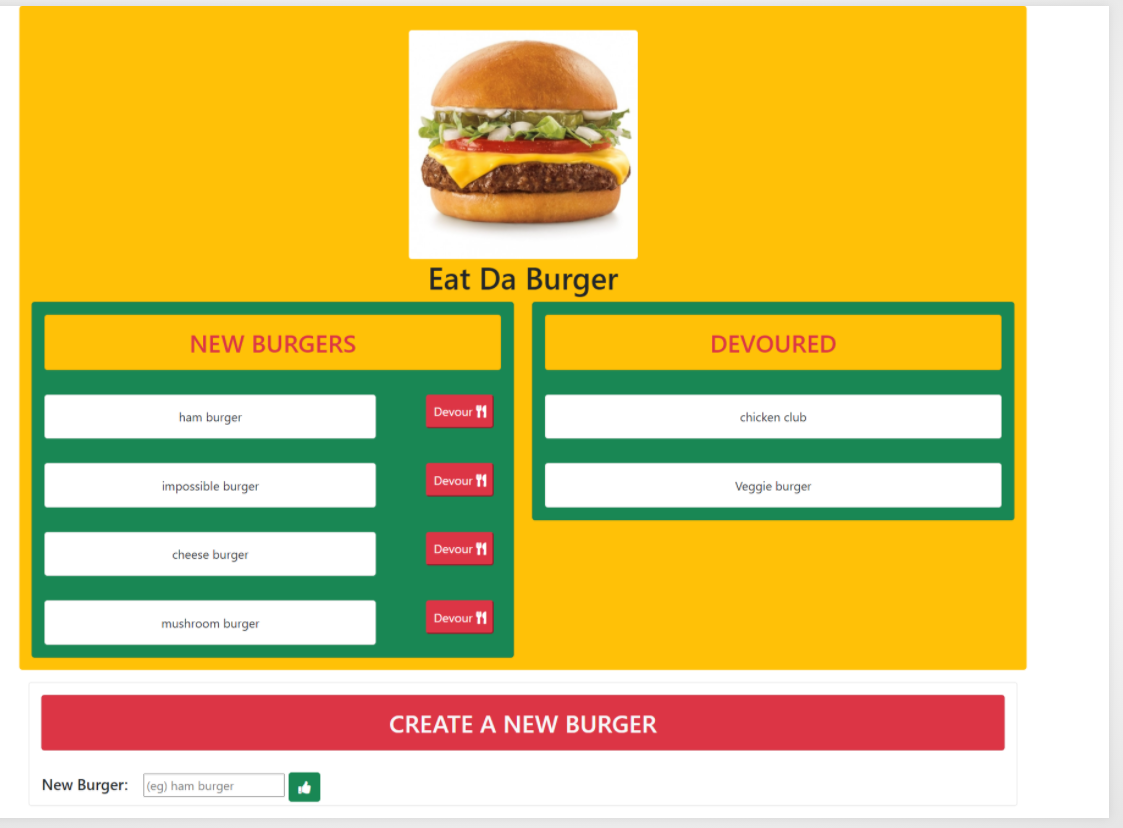 Eat Da Burger
NEW BURGERS
ham burger
Devour
impossible burger
Devour
cheese burger
Devour
mushroom burger
Devour
DEVOURED
chicken club
Veggie burger
CREATE A NEW BURGER
New Burger: (eg) ham burger